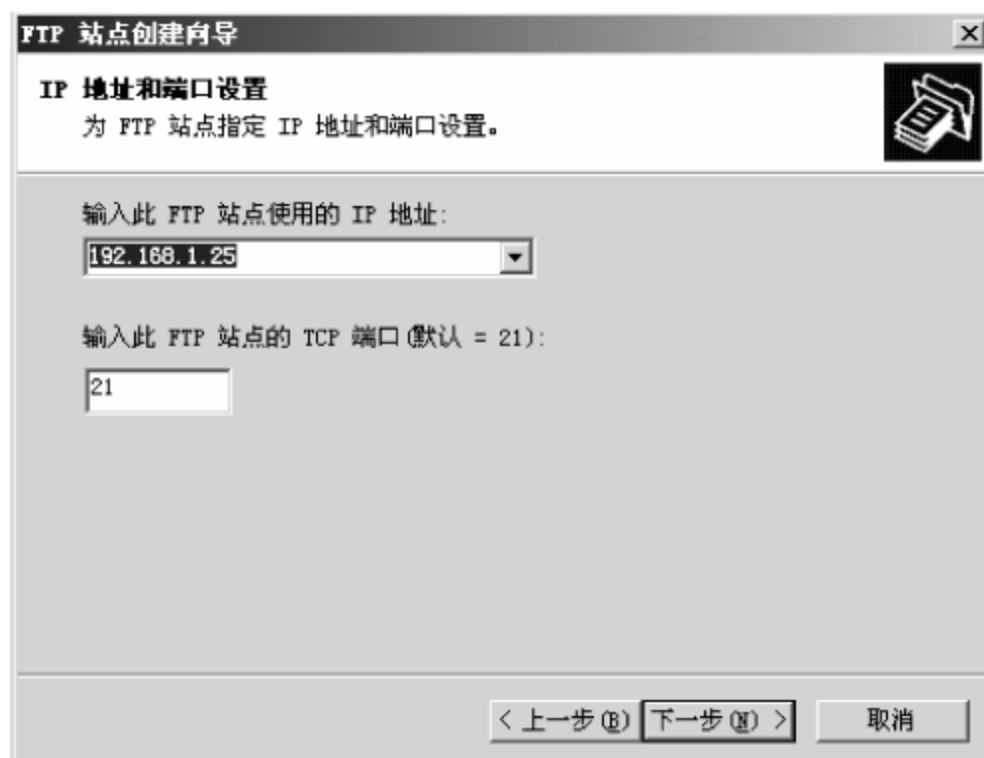 FTP 站点创建向导
IP 地址和端口设置
为 FTP 站点指定 IP 地址和端口设置。
输入此 FTP 站点使用的 IP 地址:
192.168.1.25
输入此 FTP 站点的 TCP 端口(默认 = 21):
21
< 上一步(B) 下一步(N) > 取消